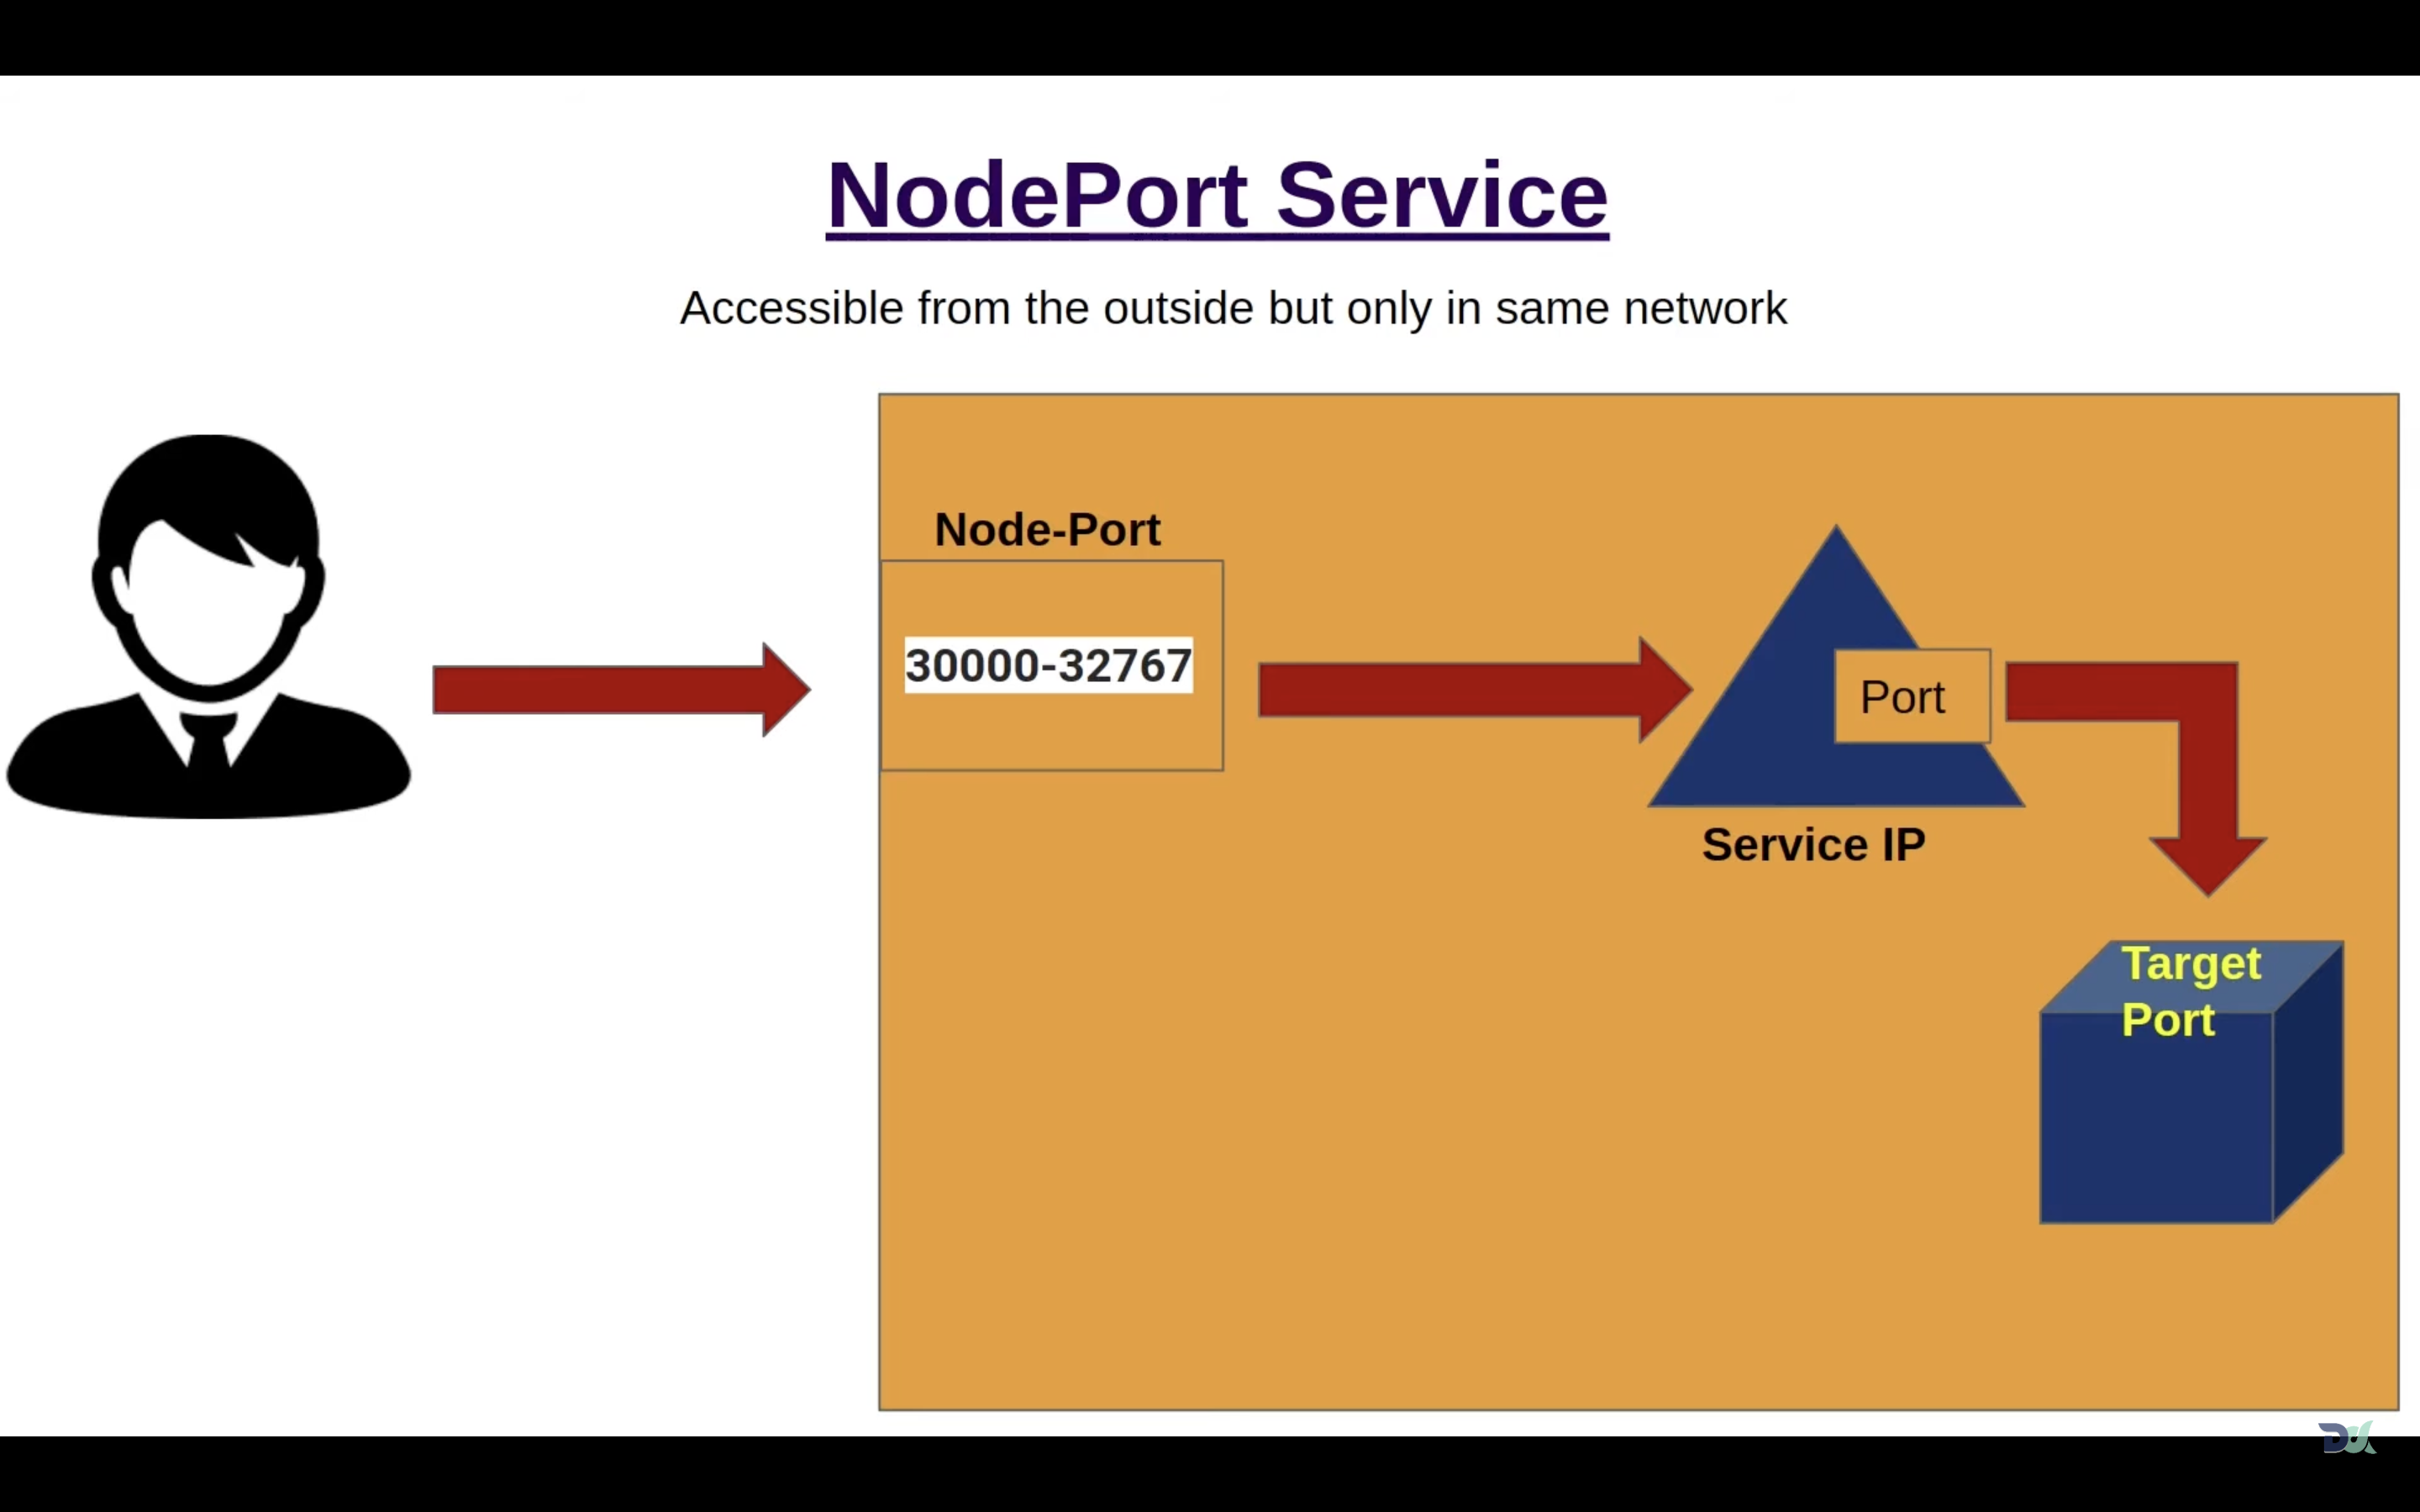 NodePort Service
Accessible from the outside but only in same network
Node-Port
30000-32767
Port
Service IP
Target
Port